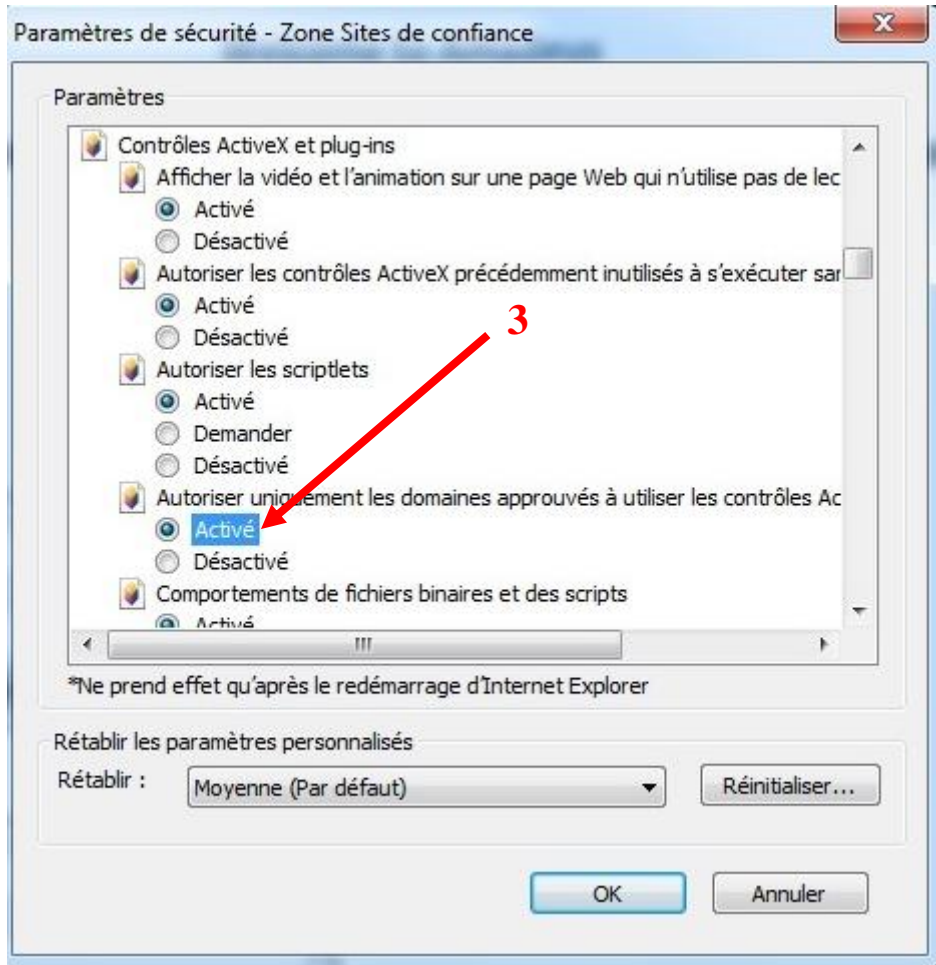 Paramètres de sécurité - Zone Sites de confiance
Paramètres
Contrôles ActiveX et plug-ins
Afficher la vidéo et l’animation sur une page Web qui n’utilise pas de lec
Activé
Désactivé
Autoriser les contrôles ActiveX précédemment inutilisés à s’exécuter san
Activé
3
Désactivé
Autoriser les scriptlets
Activé
Demander
Désactivé
Autoriser uniquement les domaines approuvés à utiliser les contrôles Ac
Activé
Désactivé
Comportements de fichiers binaires et des scripts
Activé
*Ne prend effet qu’après le redémarrage d’Internet Explorer
Rétablir les paramètres personnalisés
Rétablir :
Moyenne (Par défaut)
Réinitialiser...
OK
Annuler